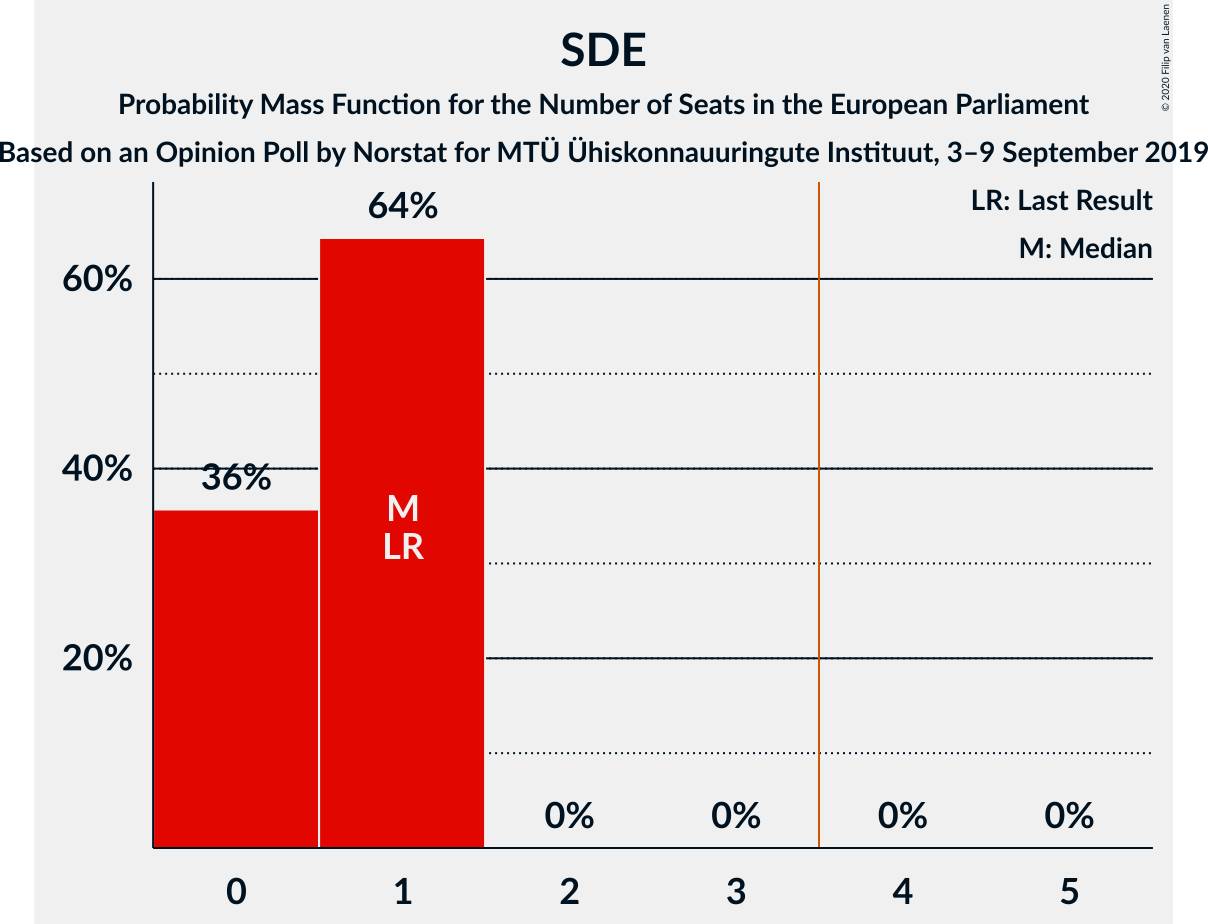 SDE
Probability Mass Function for the Number of Seats in the European Parliament
Based on an Opinion Poll by Norstat for MTÜ Ühiskonnauuringute Instituut, 3–9 September 2019
© 2020 Filip van Laenen
LR: Last Result
M: Median
64%
60%
40%
36%
M
LR
20%
0% 0% 0% 0%
0 1 2 3 4 5